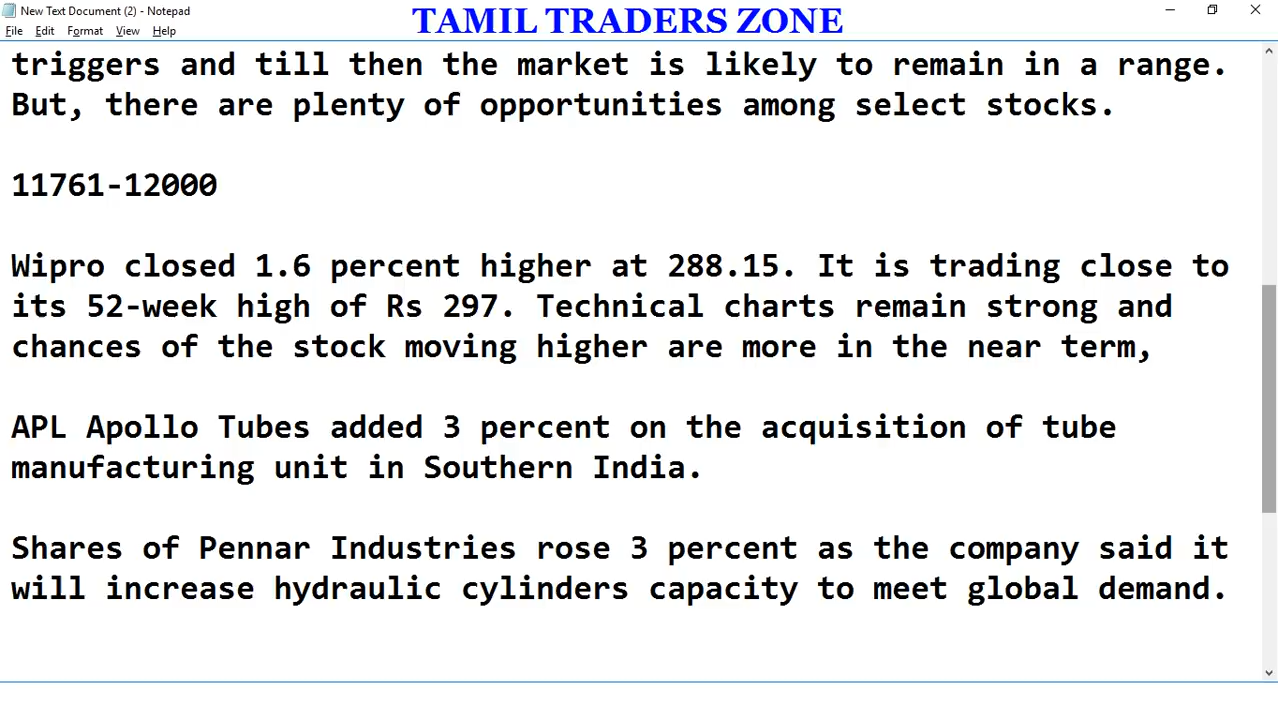 New Text Document (2) - Notepad
TAMIL TRADERS ZONE
File Edit Format View Help
triggers and till then the market is likely to remain in a range.
But, there are plenty of opportunities among select stocks.
11761-12000
Wipro closed 1.6 percent higher at 288.15. It is trading close to
its 52-week high of Rs 297. Technical charts remain strong and
chances of the stock moving higher are more in the near term,
APL Apollo Tubes added 3 percent on the acquisition of tube
manufacturing unit in Southern India.
Shares of Pennar Industries rose 3 percent as the company said it
will increase hydraulic cylinders capacity to meet global demand.